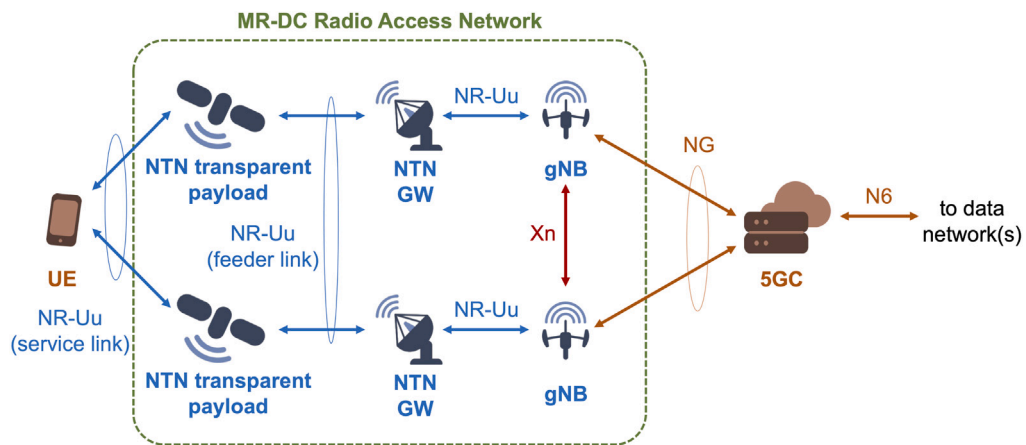 MR-DC Radio Access Network
NR-Uu
NR-Uu
(feeder link)
NTN transparent
payload
NTN
GW
gNB
NG
Xn
N6
to data
network(s)
UE
5GC
NR-Uu
(service link)
NR-Uu
NTN transparent
payload
NTN
GW
gNB